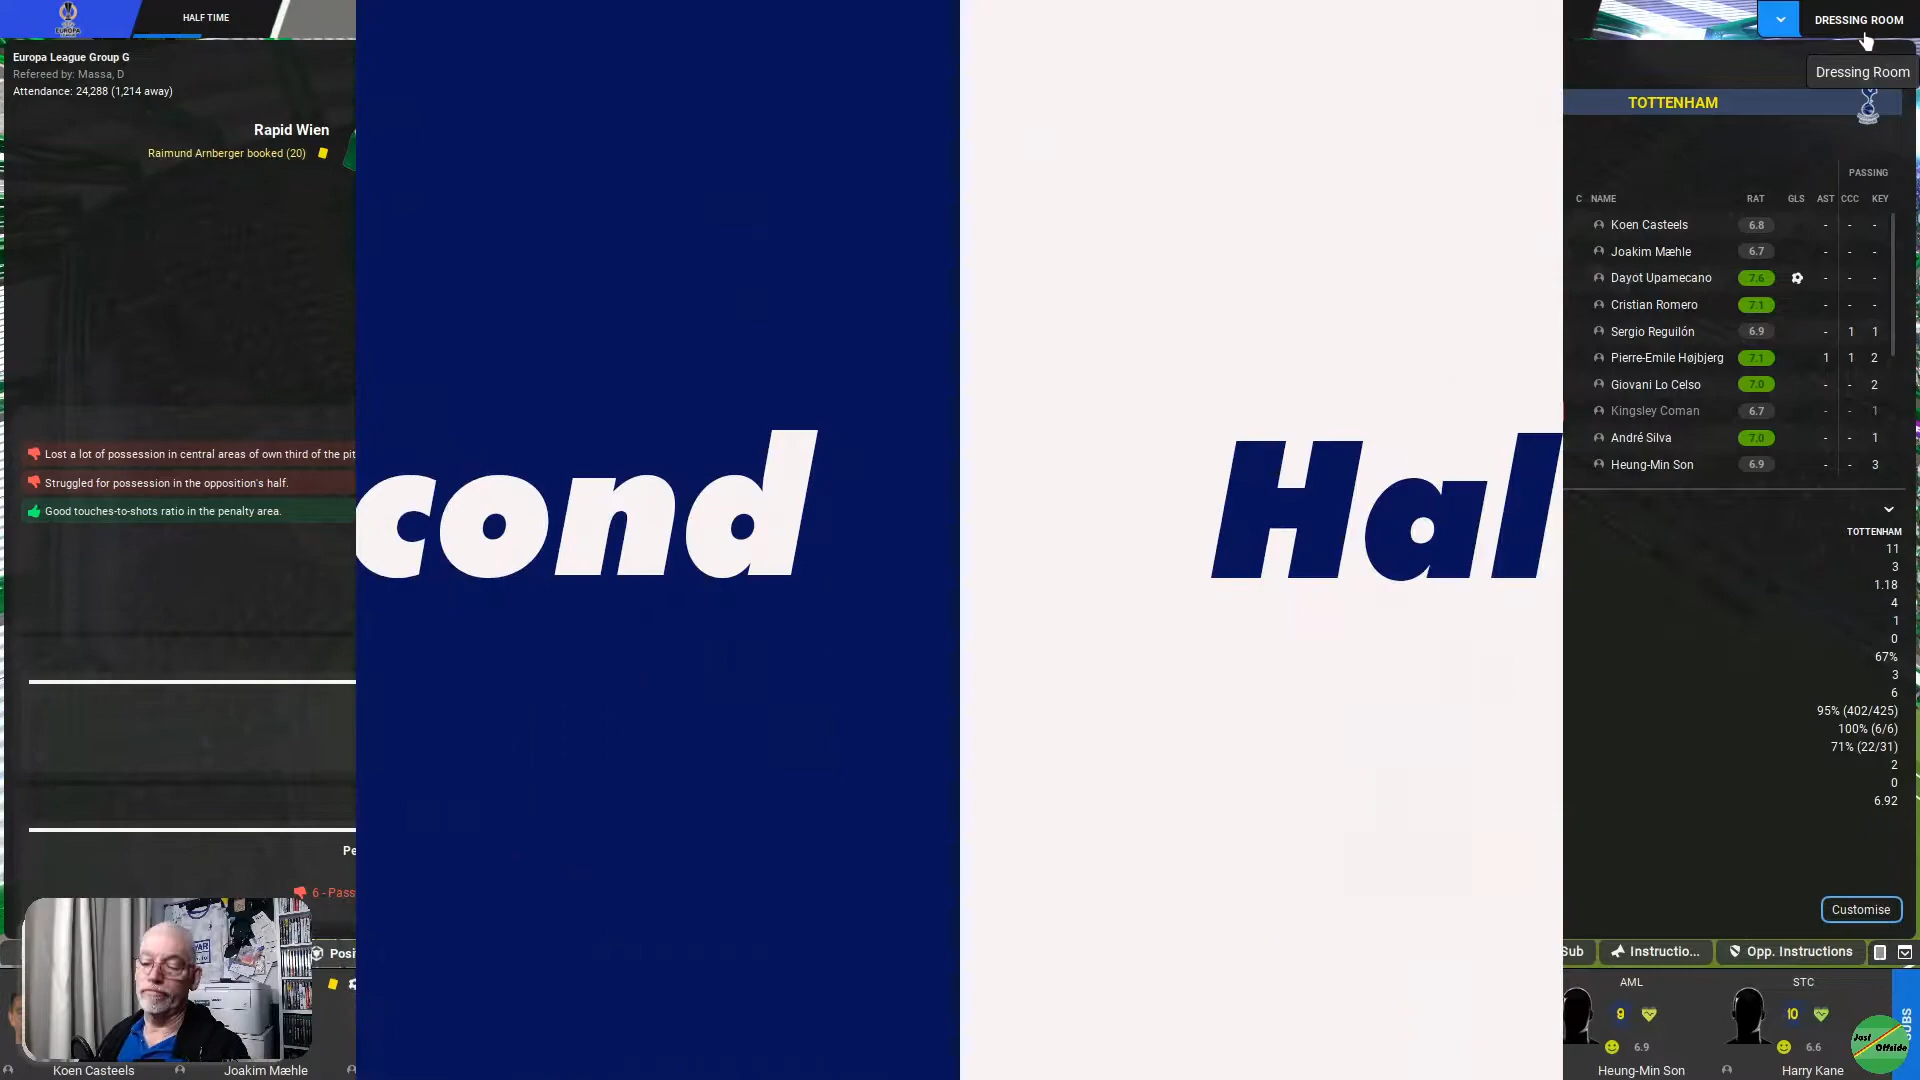 HALF TIME
DRESSING ROOM
Europa League Group G
Refereed by: Massa, D
Attendance: 24,288 (1,214 away)
Dressing Room
TOTTENHAM
Rapid Wien
Raimund Arnberger booked (20)
PASSING
C NAME RAT GLS AST CCC KEY
Koen Casteels 6.8 - - -
Joakim Mæhle 6.7 - - -
Dayot Upamecano 7.6 - - -
Cristian Romero 7.1 - - -
Sergio Reguilón 6.9 - 1 1
Pierre-Emile Højbjerg 7.1 1 1 2
Giovani Lo Celso 7.0 - - 2
Kingsley Coman 6.7 - - 1
André Silva 7.0 - - 1
Heung-Min Son 6.9 - - 3
Lost a lot of possession in central areas of own third of the pit
Struggled for possession in the opposition's half.
Good touches-to-shots ratio in the penalty area.
cond Hal
TOTTENHAM
11
3
1.18
4
1
0
67%
3
6
95% (402/425)
100% (6/6)
71% (22/31)
2
0
6.92
Pe
6 - Pass
Customise
Posi
Sub Instructio... Opp. Instructions
AML STC
9 10
6.9 6.6
Just Offside
Koen Casteels Joakim Mæhle Heung-Min Son Harry Kane